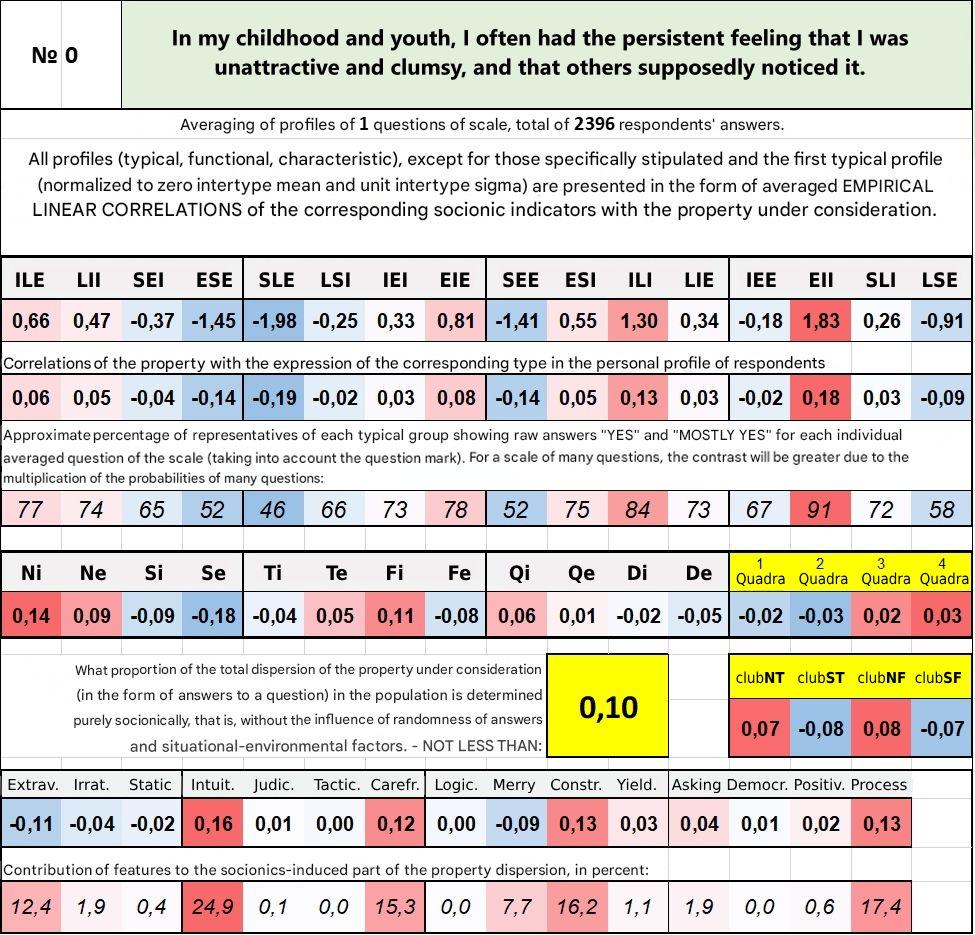 № 0
In my childhood and youth, I often had the persistent feeling that I was
unattractive and clumsy, and that others supposedly noticed it.
Averaging of profiles of 1 questions of scale, total of 2396 respondents' answers.
All profiles (typical, functional, characteristic), except for those specifically stipulated and the first typical profile
(normalized to zero intertype mean and unit intertype sigma) are presented in the form of averaged EMPIRICAL
LINEAR CORRELATIONS of the corresponding socionic indicators with the property under consideration.
ILE LII SEI ESE SLE LSI IEI EIE SEE ESI ILI LIE IEE EII SLI LSE
0,66 0,47 -0,37 -1,45 -1,98 -0,25 0,33 0,81 -1,41 0,55 1,30 0,34 -0,18 1,83 0,26 -0,91
Correlations of the property with the expression of the corresponding type in the personal profile of respondents
0,06 0,05 -0,04 -0,14 -0,19 -0,02 0,03 0,08 -0,14 0,05 0,13 0,03 -0,02 0,18 0,03 -0,09
Approximate percentage of representatives of each typical group showing raw answers "YES" and "MOSTLY YES" for each individual
averaged question of the scale (taking into account the question mark). For a scale of many questions, the contrast will be greater due to the
multiplication of the probabilities of many questions:
77 74 65 52 46 66 73 78 52 75 84 73 67 91 72 58
Ni Ne Si Se Ti Te Fi Fe Qi Qe Di De 1 Quadra 2 Quadra 3 Quadra 4 Quadra
0,14 0,09 -0,09 -0,18 -0,04 0,05 0,11 -0,08 0,06 0,01 -0,02 -0,05 -0,02 -0,03 0,02 0,03
What proportion of the total dispersion of the property under consideration
(in the form of answers to a question) in the population is determined
purely socionically, that is, without the influence of randomness of answers
and situational-environmental factors. - NOT LESS THAN:
0,10
clubNT clubST clubNF clubSF
0,07 -0,08 0,08 -0,07
Extrav. Irrat. Static Intuit. Judic. Tactic. Carefr. Logic. Merry Constr. Yield. Asking Democr. Positiv. Process
-0,11 -0,04 -0,02 0,16 0,01 0,00 0,12 0,00 -0,09 0,13 0,03 0,04 0,01 0,02 0,13
Contribution of features to the socionics-induced part of the property dispersion, in percent:
12,4 1,9 0,4 24,9 0,1 0,0 15,3 0,0 7,7 16,2 1,1 1,9 0,0 0,6 17,4